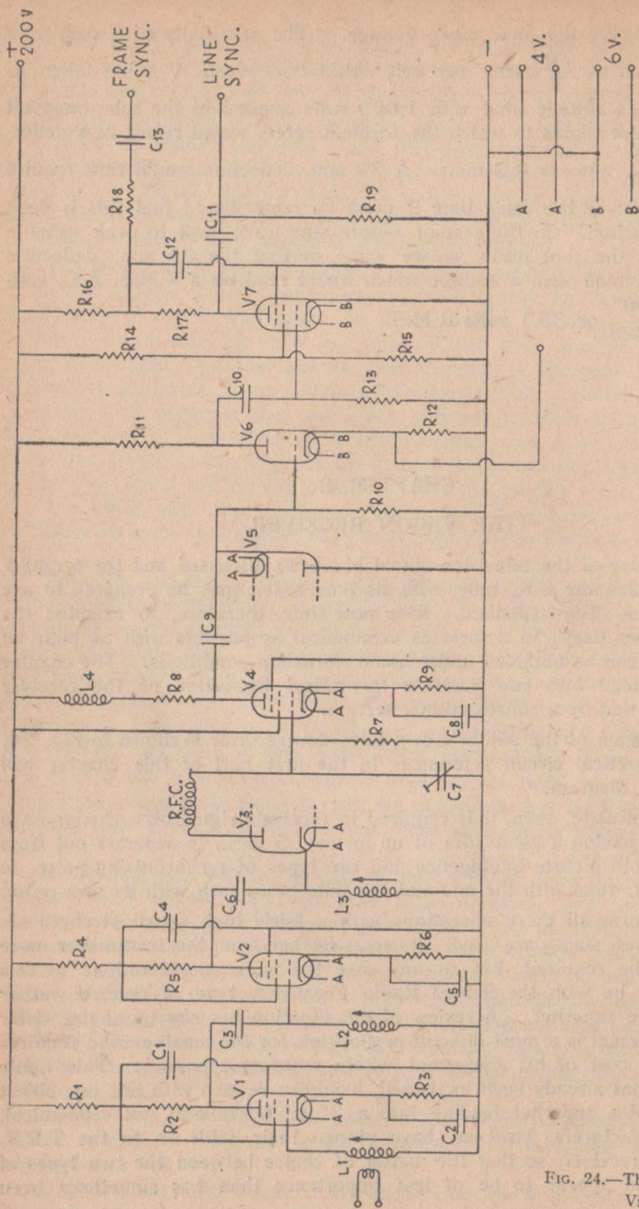 +
200V
R1
R4
L4
R11
R14
R16
R18
C13
FRAME
SYNC.
C1
R2
C4
R5
R.F.C.
R8
C9
C10
C12
R17
C11
LINE
SYNC.
V1
C3
V2
C6
V3
V4
V5
A A
V6
V7
A A
A A
A A
A A
B B
B B
L1
R3
C2
L2
R6
C5
L3
C7
R7
R9
C8
R10
R12
R13
R15
R19
−
A
A
4V.
B
B
6V.
FIG. 24.—Th
Vi